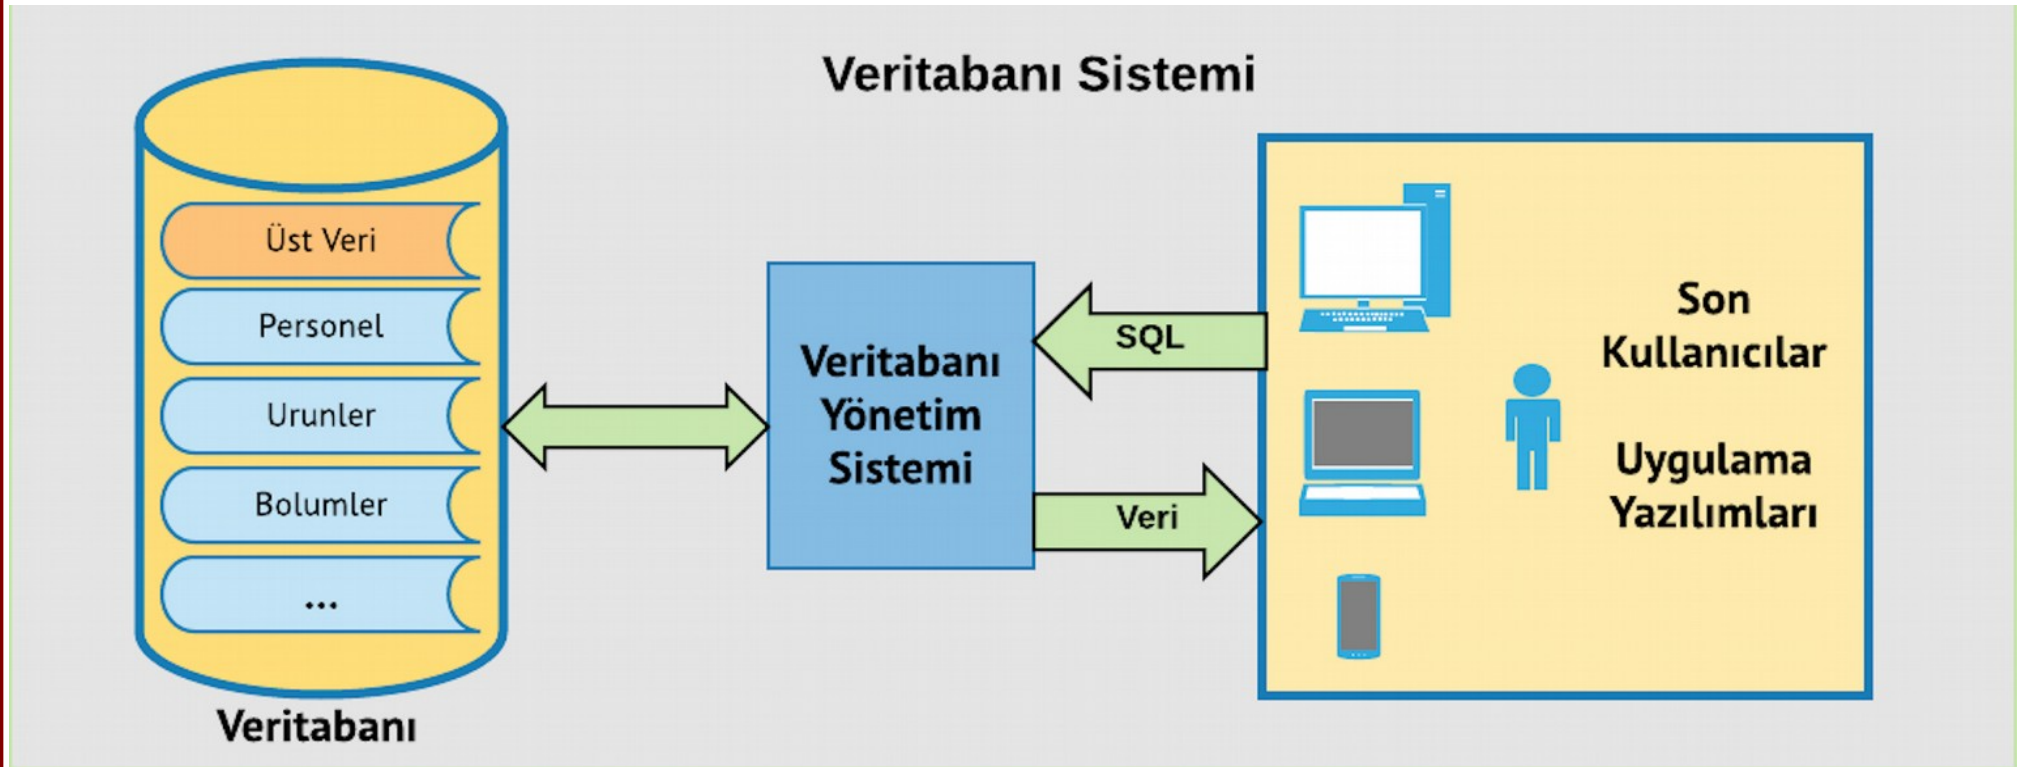 Veritabanı Sistemi
Üst Veri
Personel
Urunler
Bolumler
...
Veritabanı
Veritabanı
Yönetim
Sistemi
SQL
Veri
Son
Kullanıcılar
Uygulama
Yazılımları